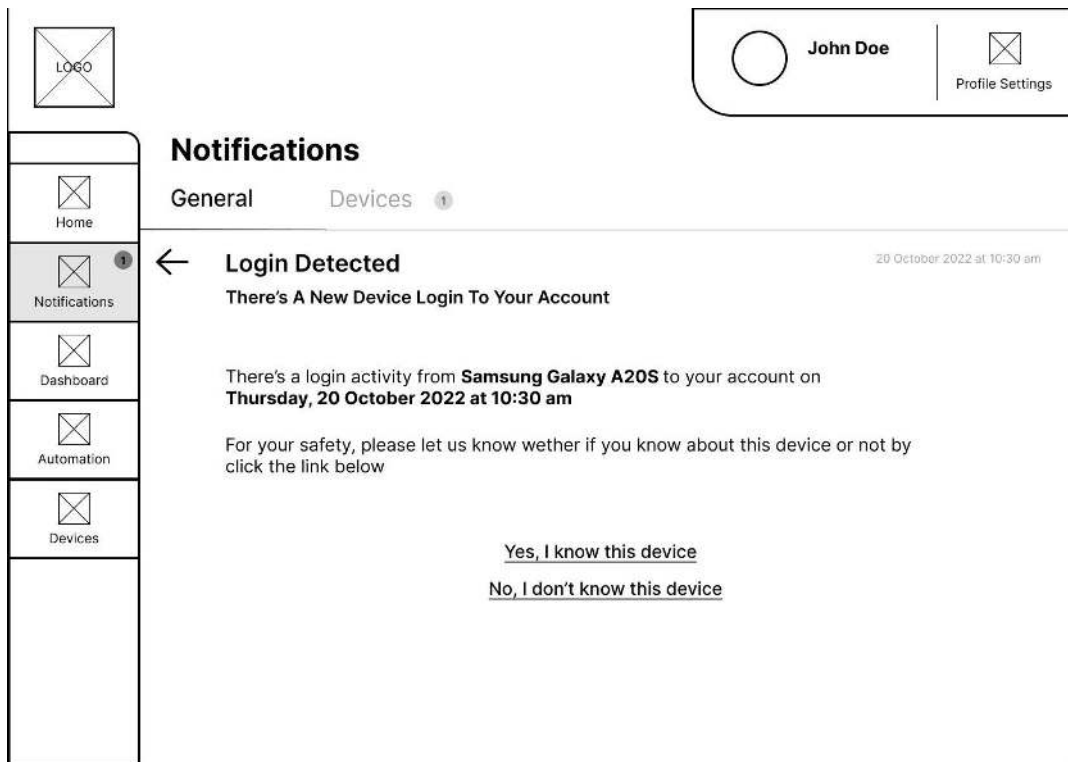 LOGO
John Doe
Profile Settings
Notifications
General
Devices 1
Home
1
Notifications
Dashboard
Automation
Devices
Login Detected
20 October 2022 at 10:30 am
There's A New Device Login To Your Account
There's a login activity from Samsung Galaxy A20S to your account on
Thursday, 20 October 2022 at 10:30 am
For your safety, please let us know wether if you know about this device or not by
click the link below
Yes, I know this device
No, I don't know this device